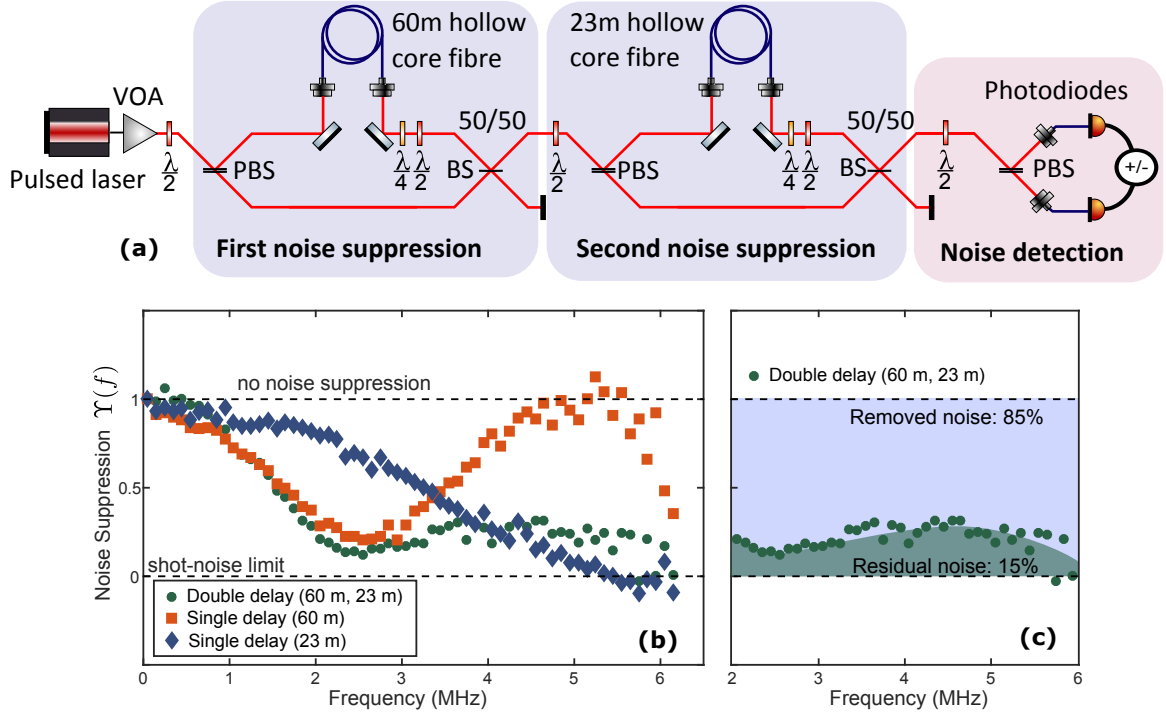 60m hollow
core fibre
23m hollow
core fibre
VOA
50/50
50/50
Photodiodes
λ/2
PBS
λ/4
λ/2
BS
λ/2
PBS
λ/4
λ/2
BS
λ/2
PBS
+/-
Pulsed laser
(a)
First noise suppression
Second noise suppression
Noise detection
Noise Suppression ϒ(f)
1
0.5
0
no noise suppression
shot-noise limit
Double delay (60 m, 23 m)
Single delay (60 m)
Single delay (23 m)
(b)
0 1 2 3 4 5 6
Frequency (MHz)
Double delay (60 m, 23 m)
Removed noise: 85%
Residual noise: 15%
(c)
2 3 4 5 6
Frequency (MHz)